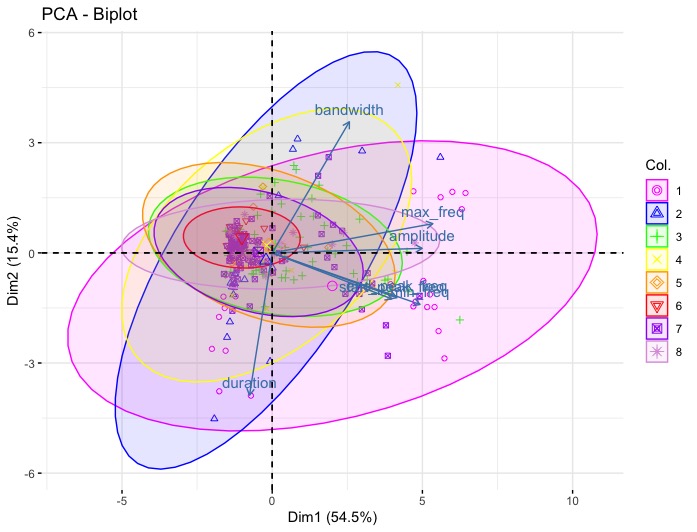 PCA - Biplot
6
3
0
-3
-6
Dim2 (15.4%)
bandwidth
max_freq
amplitude
duration
-5
0
5
10
Dim1 (54.5%)
Col.
1
2
3
4
5
6
7
8